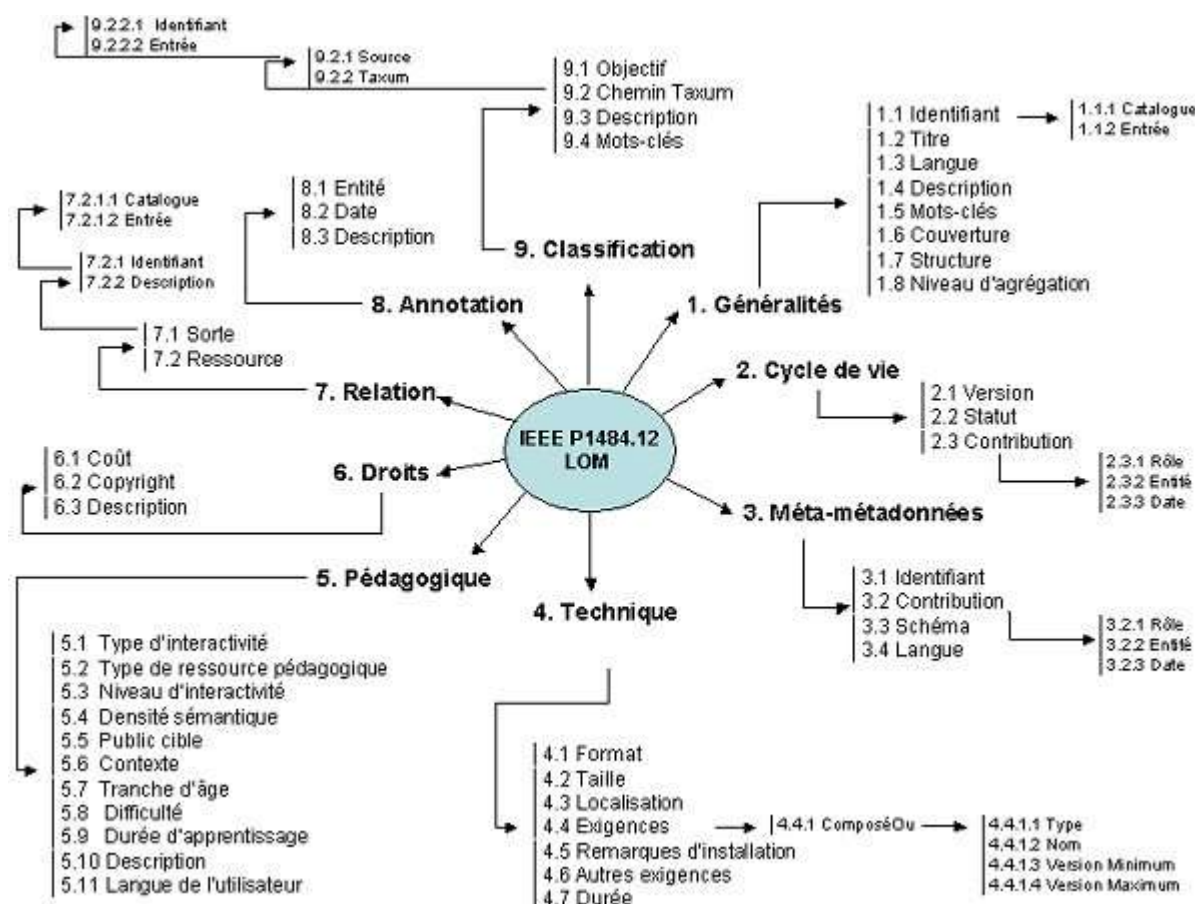 9.2.2.1 Identifiant
9.2.2.2 Entrée
9.2.1 Source
9.2.2 Taxum
9.1 Objectif
9.2 Chemin Taxum
9.3 Description
9.4 Mots-clés
1.1 Identifiant
1.2 Titre
1.3 Langue
1.4 Description
1.5 Mots-clés
1.6 Couverture
1.7 Structure
1.8 Niveau d'agrégation
1.1.1 Catalogue
1.1.2 Entrée
7.2.1.1 Catalogue
7.2.1.2 Entrée
8.1 Entité
8.2 Date
8.3 Description
9. Classification
7.2.1 Identifiant
7.2.2 Description
8. Annotation
1. Généralités
7.1 Sorte
7.2 Ressource
7. Relation
2. Cycle de vie
2.1 Version
2.2 Statut
2.3 Contribution
2.3.1 Rôle
2.3.2 Entité
2.3.3 Date
IEEE P1484.12
LOM
6.1 Coût
6.2 Copyright
6.3 Description
6. Droits
3. Méta-métadonnées
3.1 Identifiant
3.2 Contribution
3.3 Schéma
3.4 Langue
3.2.1 Rôle
3.2.2 Entité
3.2.3 Date
5. Pédagogique
4. Technique
5.1 Type d'interactivité
5.2 Type de ressource pédagogique
5.3 Niveau d'interactivité
5.4 Densité sémantique
5.5 Public cible
5.6 Contexte
5.7 Tranche d'âge
5.8 Difficulté
5.9 Durée d'apprentissage
5.10 Description
5.11 Langue de l'utilisateur
4.1 Format
4.2 Taille
4.3 Localisation
4.4 Exigences
4.5 Remarques d'installation
4.6 Autres exigences
4.7 Durée
4.4.1 ComposéOu
4.4.1.1 Type
4.4.1.2 Nom
4.4.1.3 Version Minimum
4.4.1.4 Version Maximum